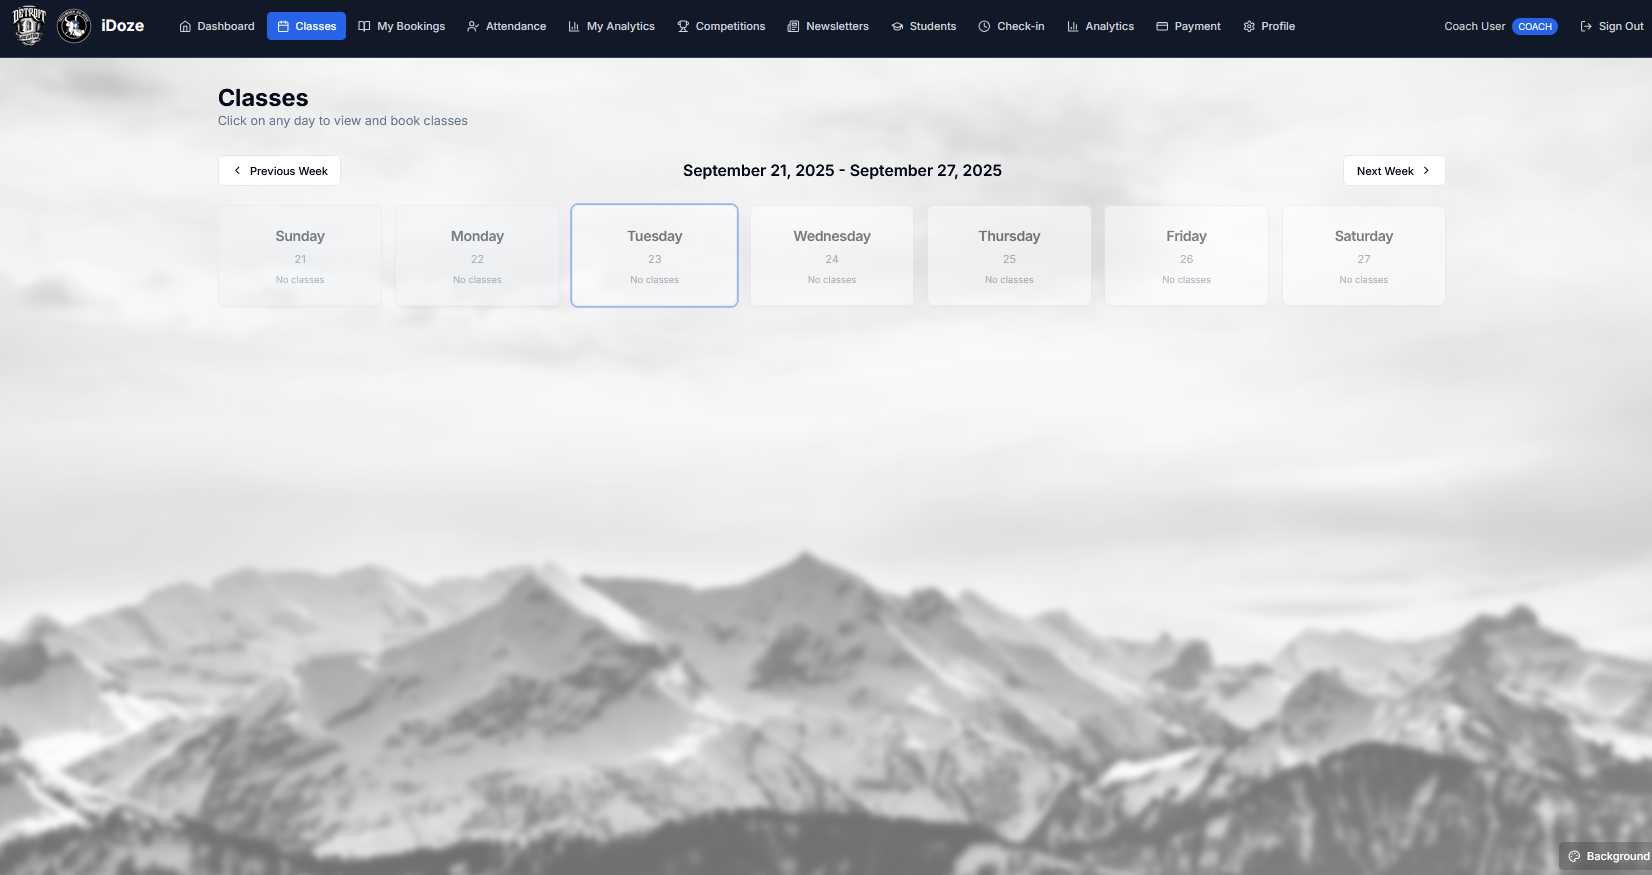 DETROIT
iDoze
Dashboard
Classes
My Bookings
Attendance
My Analytics
Competitions
Newsletters
Students
Check-in
Analytics
Payment
Profile
Coach User
COACH
Sign Out
Classes
Click on any day to view and book classes
Previous Week
September 21, 2025 - September 27, 2025
Next Week
Sunday
21
No classes
Monday
22
No classes
Tuesday
23
No classes
Wednesday
24
No classes
Thursday
25
No classes
Friday
26
No classes
Saturday
27
No classes
Background